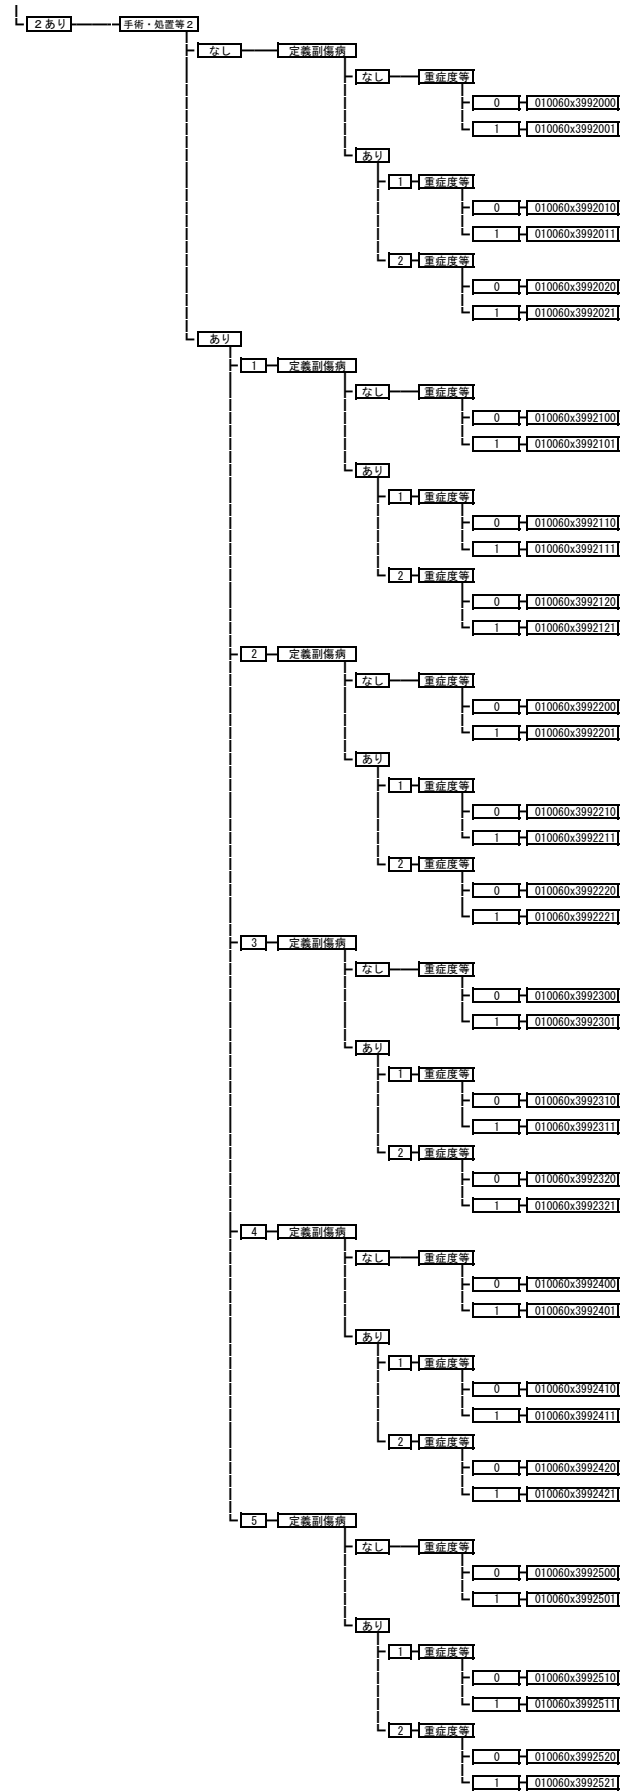 ２あり 手術・処置等２
なし 定義副傷病
なし 重症度等
0 010060x3992000
1 010060x3992001
あり
1 重症度等
0 010060x3992010
1 010060x3992011
2 重症度等
0 010060x3992020
1 010060x3992021
あり
1 定義副傷病
なし 重症度等
0 010060x3992100
1 010060x3992101
あり
1 重症度等
0 010060x3992110
1 010060x3992111
2 重症度等
0 010060x3992120
1 010060x3992121
2 定義副傷病
なし 重症度等
0 010060x3992200
1 010060x3992201
あり
1 重症度等
0 010060x3992210
1 010060x3992211
2 重症度等
0 010060x3992220
1 010060x3992221
3 定義副傷病
なし 重症度等
0 010060x3992300
1 010060x3992301
あり
1 重症度等
0 010060x3992310
1 010060x3992311
2 重症度等
0 010060x3992320
1 010060x3992321
4 定義副傷病
なし 重症度等
0 010060x3992400
1 010060x3992401
あり
1 重症度等
0 010060x3992410
1 010060x3992411
2 重症度等
0 010060x3992420
1 010060x3992421
5 定義副傷病
なし 重症度等
0 010060x3992500
1 010060x3992501
あり
1 重症度等
0 010060x3992510
1 010060x3992511
2 重症度等
0 010060x3992520
1 010060x3992521